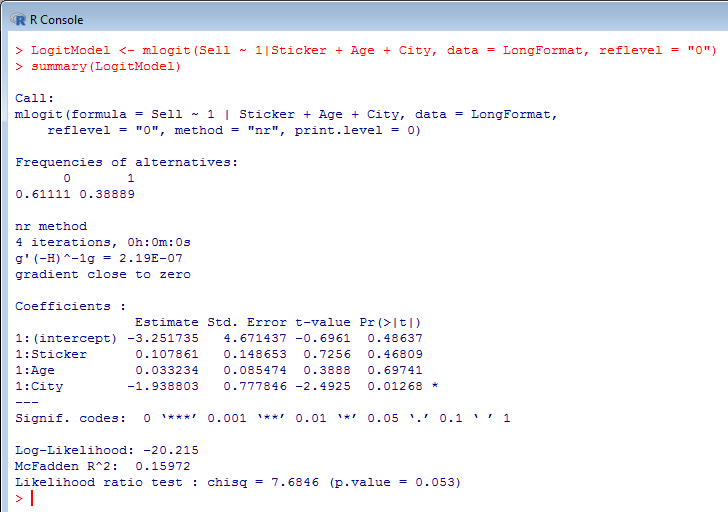 R Console
> LogitModel <- mlogit(Sell ~ 1|Sticker + Age + City, data = LongFormat, reflevel = "0")
> summary(LogitModel)
Call:
mlogit(formula = Sell ~ 1 | Sticker + Age + City, data = LongFormat,
    reflevel = "0", method = "nr", print.level = 0)
Frequencies of alternatives:
      0       1
0.61111 0.38889
nr method
4 iterations, 0h:0m:0s
g'(-H)^-1g = 2.19E-07
gradient close to zero
Coefficients :
               Estimate Std. Error t-value Pr(>|t|)
1:(intercept) -3.251735   4.671437 -0.6961  0.48637
1:Sticker      0.107861   0.148653  0.7256  0.46809
1:Age          0.033234   0.085474  0.3888  0.69741
1:City        -1.938803   0.777846 -2.4925  0.01268 *
---
Signif. codes:  0 ‘***’ 0.001 ‘**’ 0.01 ‘*’ 0.05 ‘.’ 0.1 ‘ ’ 1
Log-Likelihood: -20.215
McFadden R^2:  0.15972
Likelihood ratio test : chisq = 7.6846 (p.value = 0.053)
>